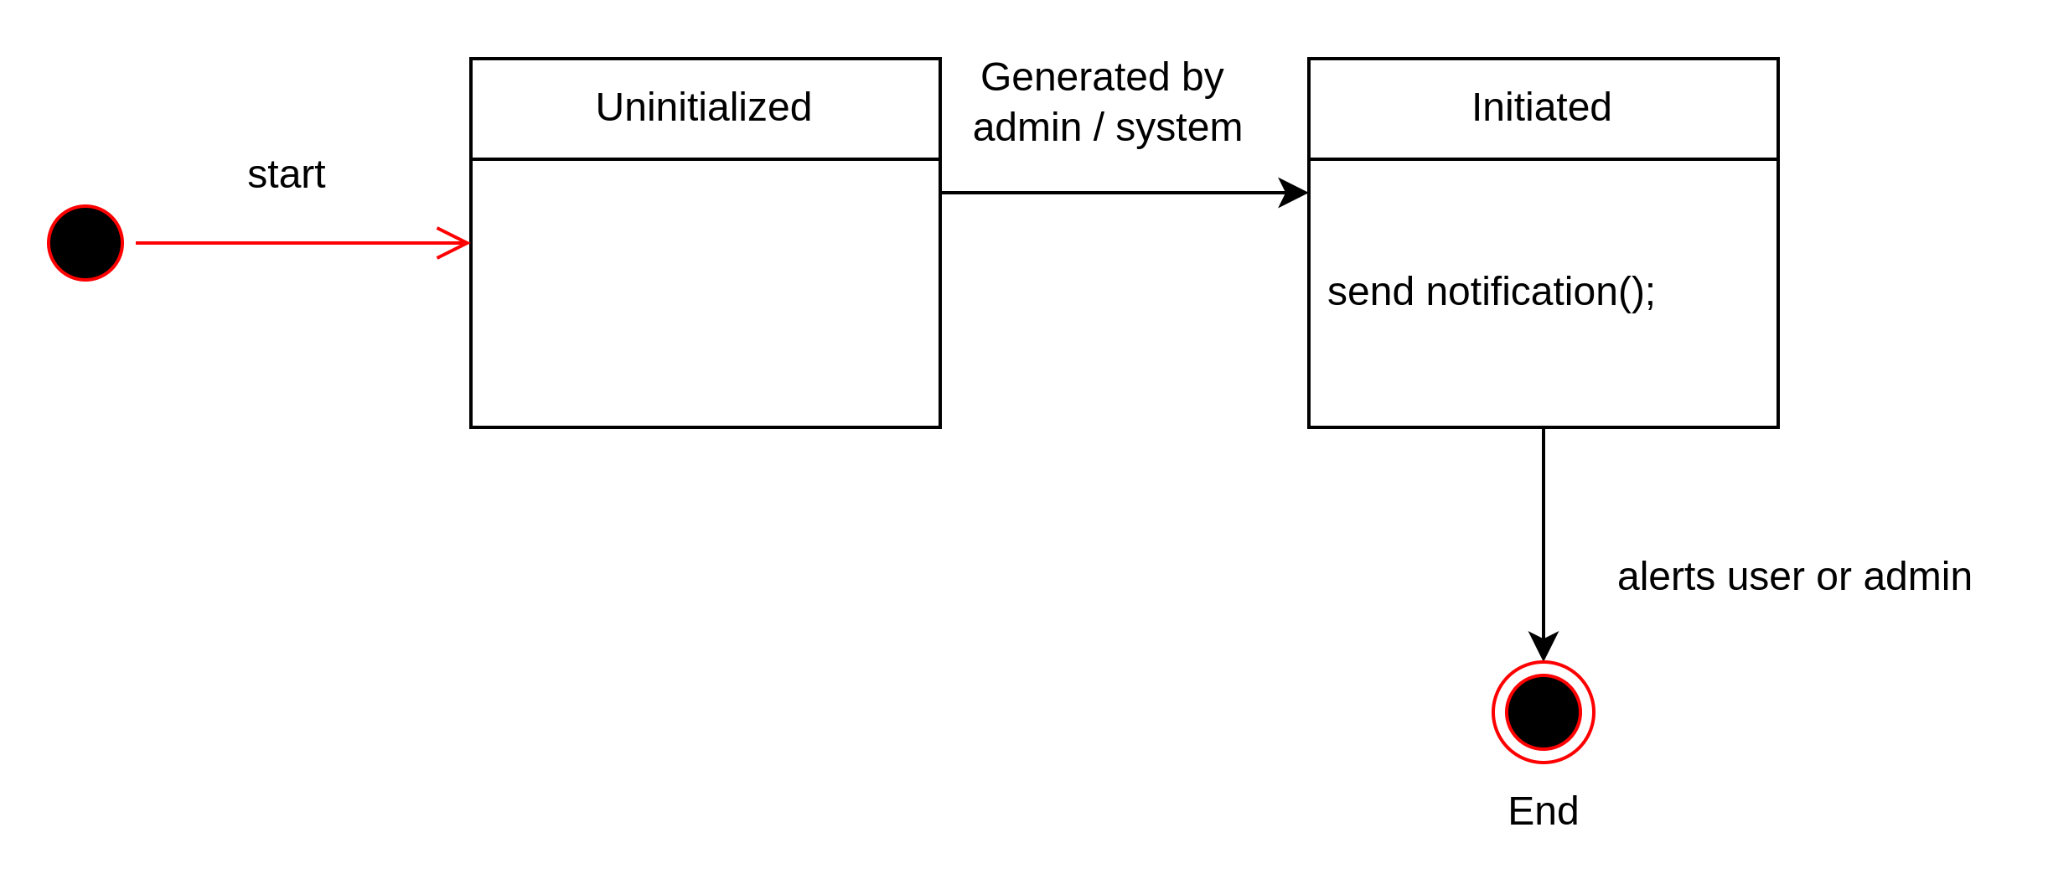 start
Uninitialized
Generated by
admin / system
Initiated
send notification();
alerts user or admin
End